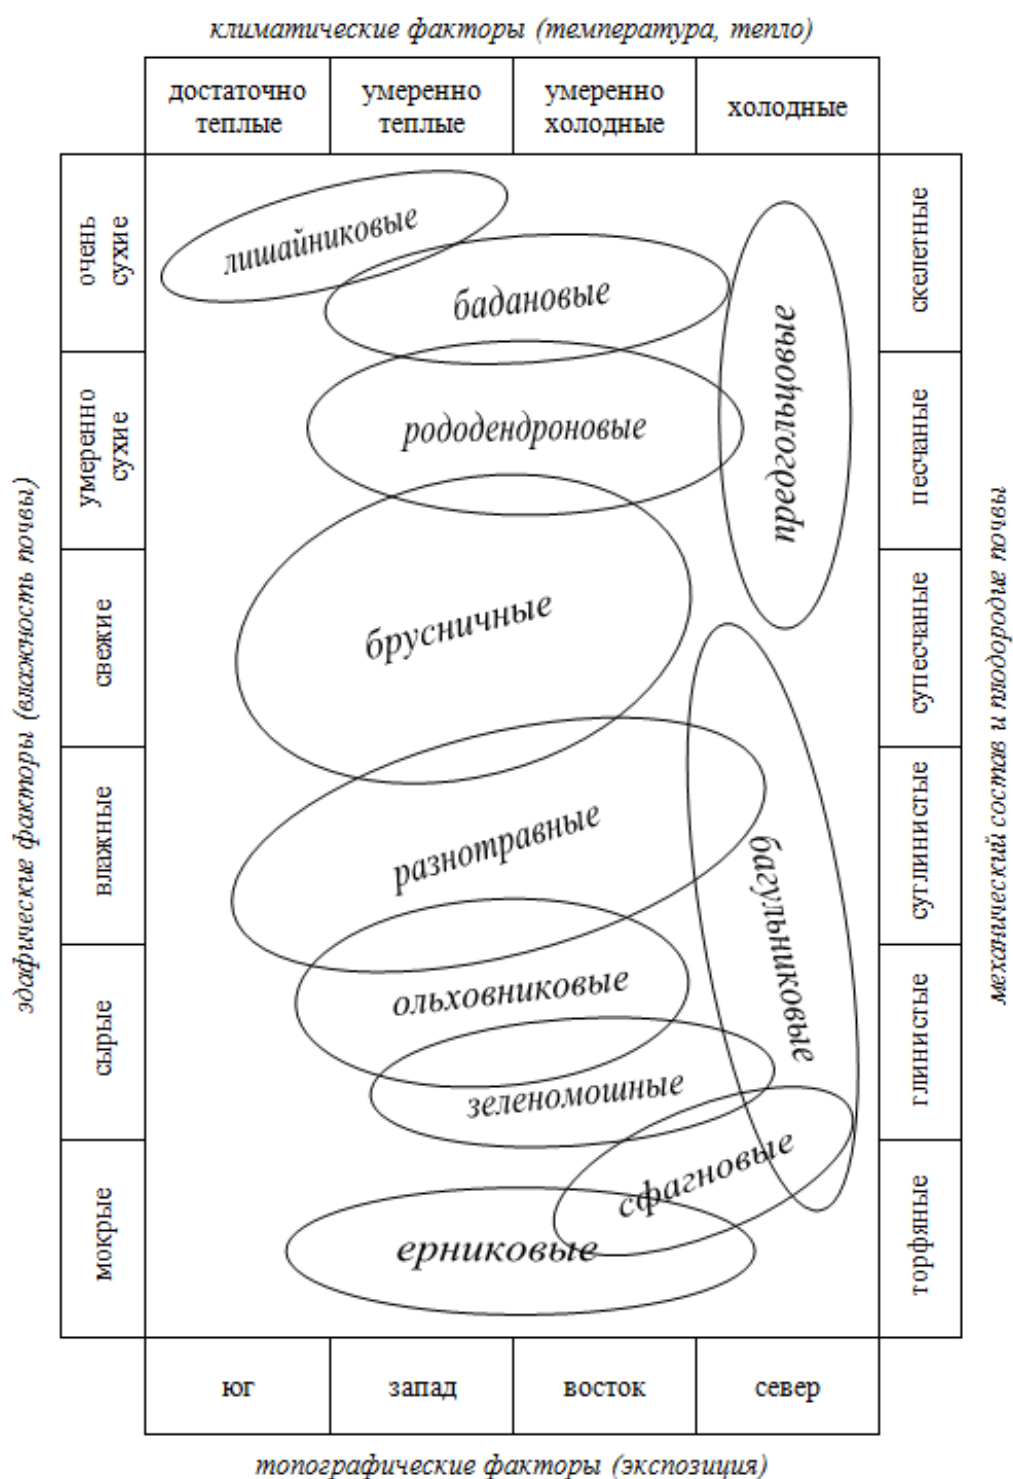 климатические факторы (температура, тепло)
достаточно
теплые
умеренно
теплые
умеренно
холодные
холодные
эдафические факторы (влажность почвы)
очень
сухие
умеренно
сухие
свежие
влажные
сырые
мокрые
лишайниковые
бадановые
рододендроновые
предгольцовые
брусничные
разнотравные
багульниковые
ольховниковые
зеленомошные
сфагновые
ерниковые
скелетные
песчаные
супесчаные
суглинистые
глинистые
торфяные
механический состав и плодородие почвы
юг
запад
восток
север
топографические факторы (экспозиция)